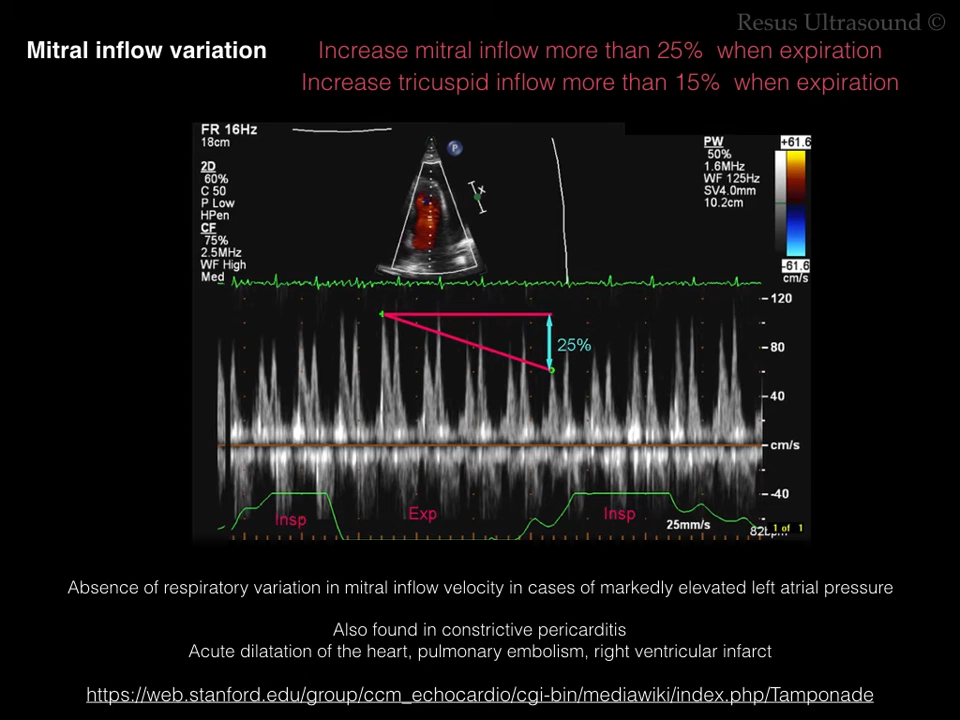 Resus Ultrasound ©
Mitral inflow variation
Increase mitral inflow more than 25% when expiration
Increase tricuspid inflow more than 15% when expiration
FR 16Hz
18cm
2D
60%
C 50
P Low
HPen
CF
75%
2.5MHz
WF High
Med
P
x
PW
50%
1.6MHz
WF 125Hz
SV4.0mm
10.2cm
+61.6
-61.6
cm/s
120
25%
80
40
cm/s
-40
Insp
Exp
Insp
25mm/s
1 of 1
Absence of respiratory variation in mitral inflow velocity in cases of markedly elevated left atrial pressure
Also found in constrictive pericarditis
Acute dilatation of the heart, pulmonary embolism, right ventricular infarct
https://web.stanford.edu/group/ccm_echocardio/cgi-bin/mediawiki/index.php/Tamponade